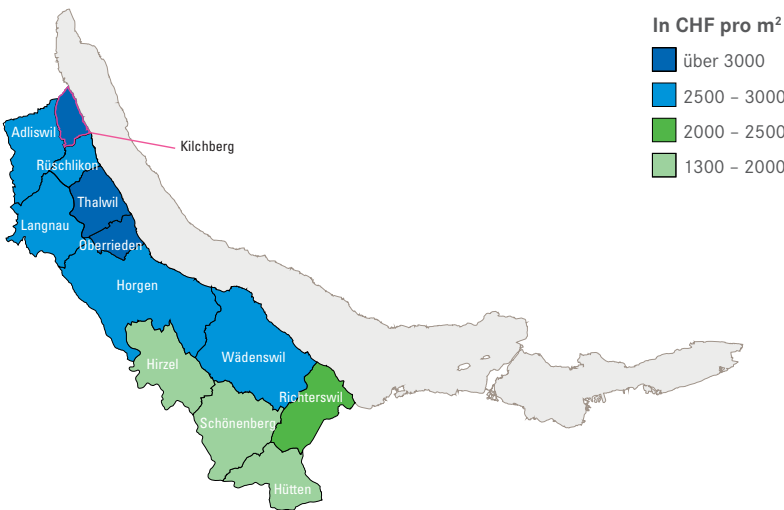 In CHF pro m²
über 3000
2500 – 3000
2000 – 2500
1300 – 2000
Adliswil
Kilchberg
Rüschlikon
Thalwil
Langnau
Oberrieden
Horgen
Hirzel
Wädenswil
Richterswil
Schönenberg
Hütten